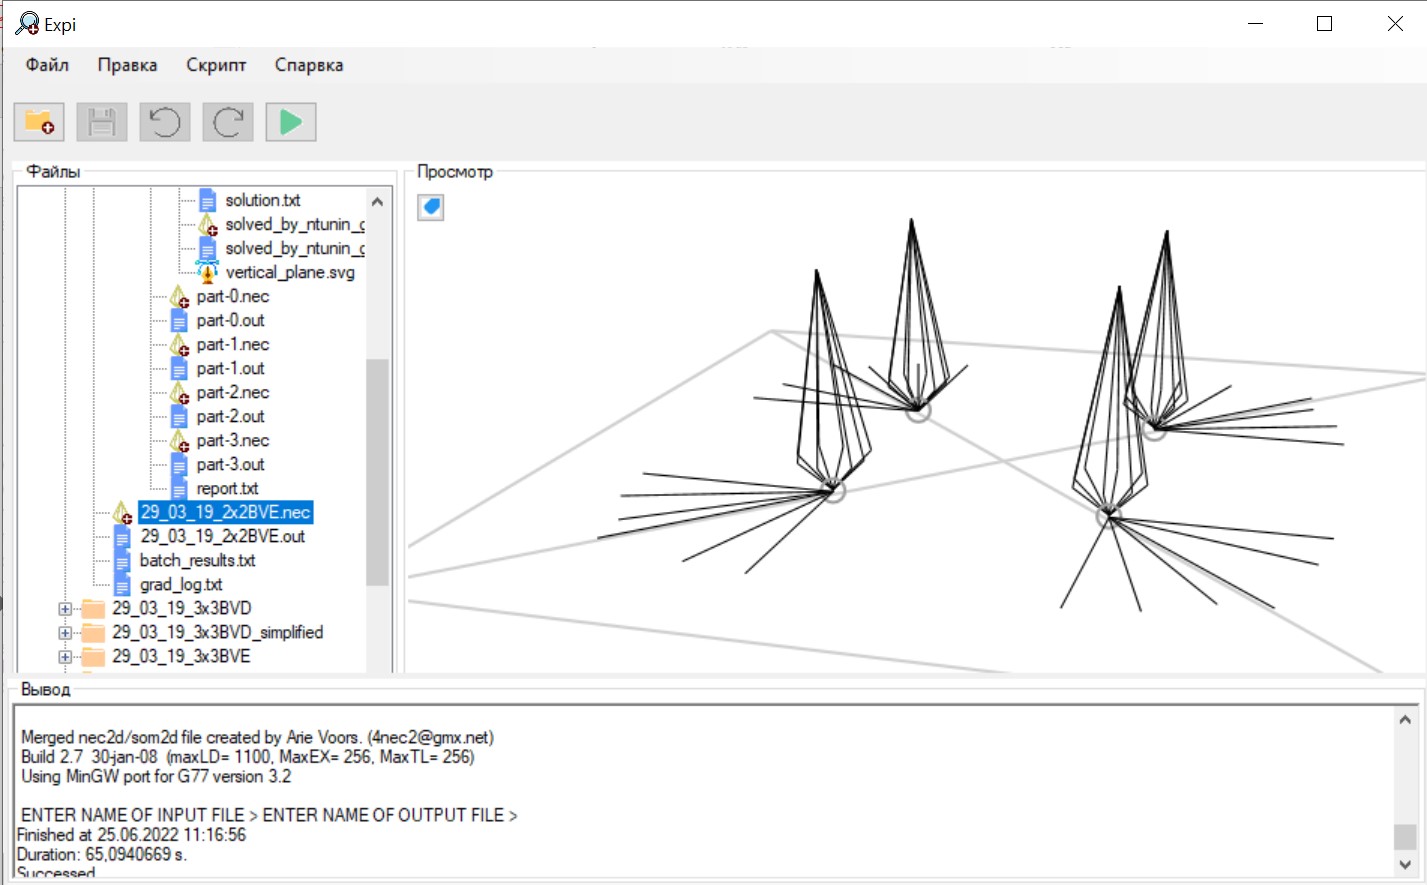 Expi
Файл Правка Скрипт Спарвка
Файлы
solution.txt
solved_by_ntunin_c
solved_by_ntunin_c
vertical_plane.svg
part-0.nec
part-0.out
part-1.nec
part-1.out
part-2.nec
part-2.out
part-3.nec
part-3.out
report.txt
29_03_19_2x2BVE.nec
29_03_19_2x2BVE.out
batch_results.txt
grad_log.txt
29_03_19_3x3BVD
29_03_19_3x3BVD_simplified
29_03_19_3x3BVE
Просмотр
Вывод
Merged nec2d/som2d file created by Arie Voors. (4nec2@gmx.net)
Build 2.7 30-jan-08 (maxLD= 1100, MaxEX= 256, MaxTL= 256)
Using MinGW port for G77 version 3.2
ENTER NAME OF INPUT FILE > ENTER NAME OF OUTPUT FILE >
Finished at 25.06.2022 11:16:56
Duration: 65,0940669 s.
Successed